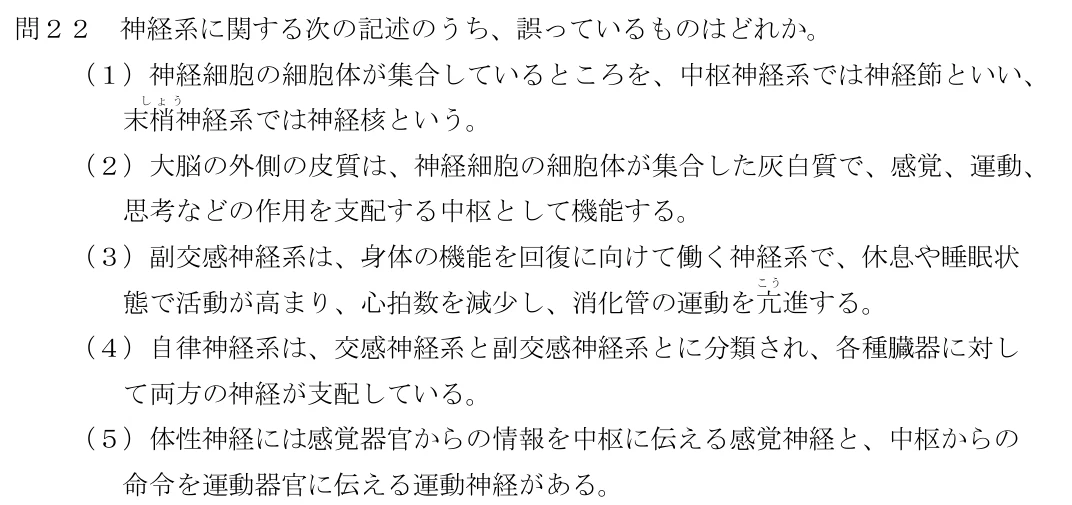 問２２　神経系に関する次の記述のうち、誤っているものはどれか。
（１）神経細胞の細胞体が集合しているところを、中枢神経系では神経節といい、
しょう
末梢神経系では神経核という。
（２）大脳の外側の皮質は、神経細胞の細胞体が集合した灰白質で、感覚、運動、
思考などの作用を支配する中枢として機能する。
（３）副交感神経系は、身体の機能を回復に向けて働く神経系で、休息や睡眠状
こう
態で活動が高まり、心拍数を減少し、消化管の運動を亢進する。
（４）自律神経系は、交感神経系と副交感神経系とに分類され、各種臓器に対し
て両方の神経が支配している。
（５）体性神経には感覚器官からの情報を中枢に伝える感覚神経と、中枢からの
命令を運動器官に伝える運動神経がある。